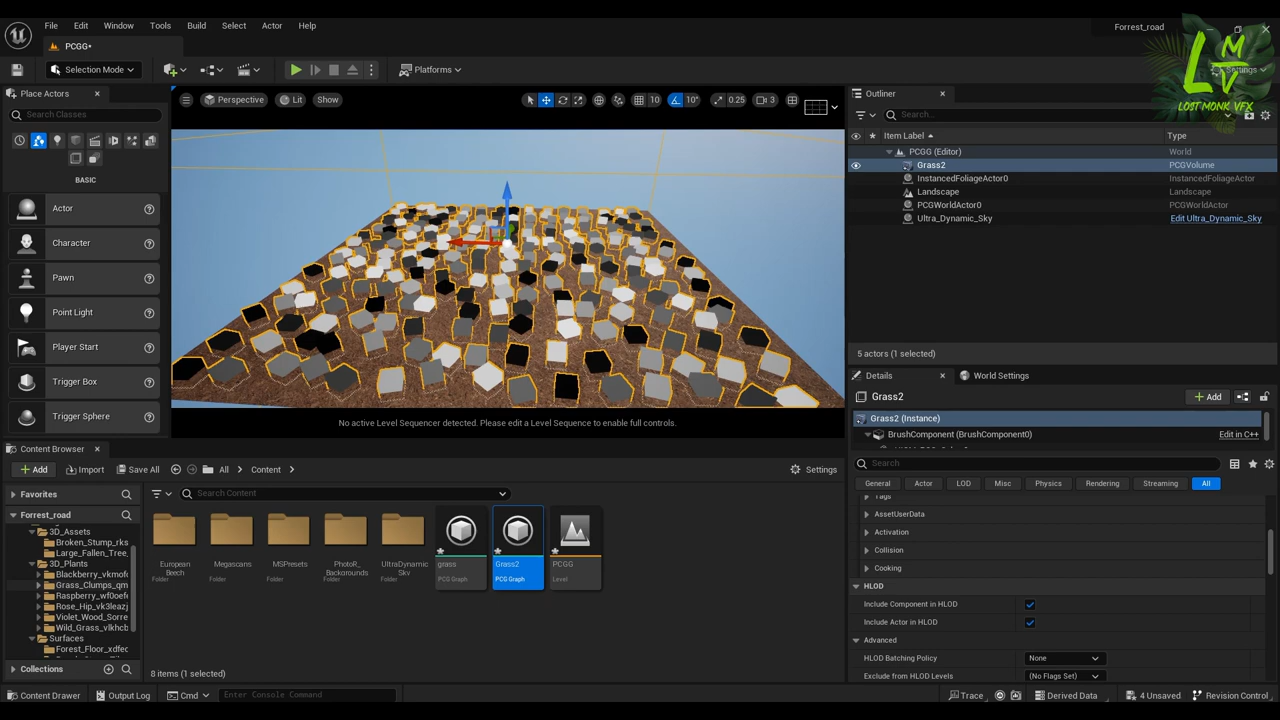 File Edit Window Tools Build Select Actor Help
Forrest_road
PCGG•
Selection Mode
Platforms
Settings
LMV
LOST MONK VFX
Place Actors
Search Classes
BASIC
Actor
Character
Pawn
Point Light
Player Start
Trigger Box
Trigger Sphere
Perspective Lit Show
10 10° 0.25 3
No active Level Sequencer detected. Please edit a Level Sequence to enable full controls.
Outliner
Search...
Item Label Type
PCGG (Editor) World
Grass2 PCGVolume
InstancedFoliageActor0 InstancedFoliageActor
Landscape Landscape
PCGWorldActor0 PCGWorldActor
Ultra_Dynamic_Sky Edit Ultra_Dynamic_Sky
5 actors (1 selected)
Details World Settings
Grass2
Add
Grass2 (Instance)
BrushComponent (BrushComponent0) Edit in C++
Search
General Actor LOD Misc Physics Rendering Streaming All
Tags
AssetUserData
Activation
Collision
Cooking
HLOD
Include Component in HLOD
Include Actor in HLOD
Advanced
HLOD Batching Policy None
Exclude from HLOD Levels (No Flags Set)
Content Browser
Add Import Save All All Content Settings
Favorites
Search Content
Forrest_road
3D_Assets
Broken_Stump_rks
Large_Fallen_Tree_
3D_Plants
Blackberry_vkmof
Grass_Clumps_qm
Raspberry_wf0oef
Rose_Hip_vk3leazj
Violet_Wood_Sorre
Wild_Grass_vlkhcb
Surfaces
Forest_Floor_xdfec
Collections
European Beech
Folder
Megascans
Folder
MSPresets
Folder
PhotoR_Backgrounds
Folder
UltraDynamicSky
Folder
grass
PCG Graph
Grass2
PCG Graph
PCGG
Level
8 items (1 selected)
Content Drawer Output Log Cmd Enter Console Command Trace Derived Data 4 Unsaved Revision Control